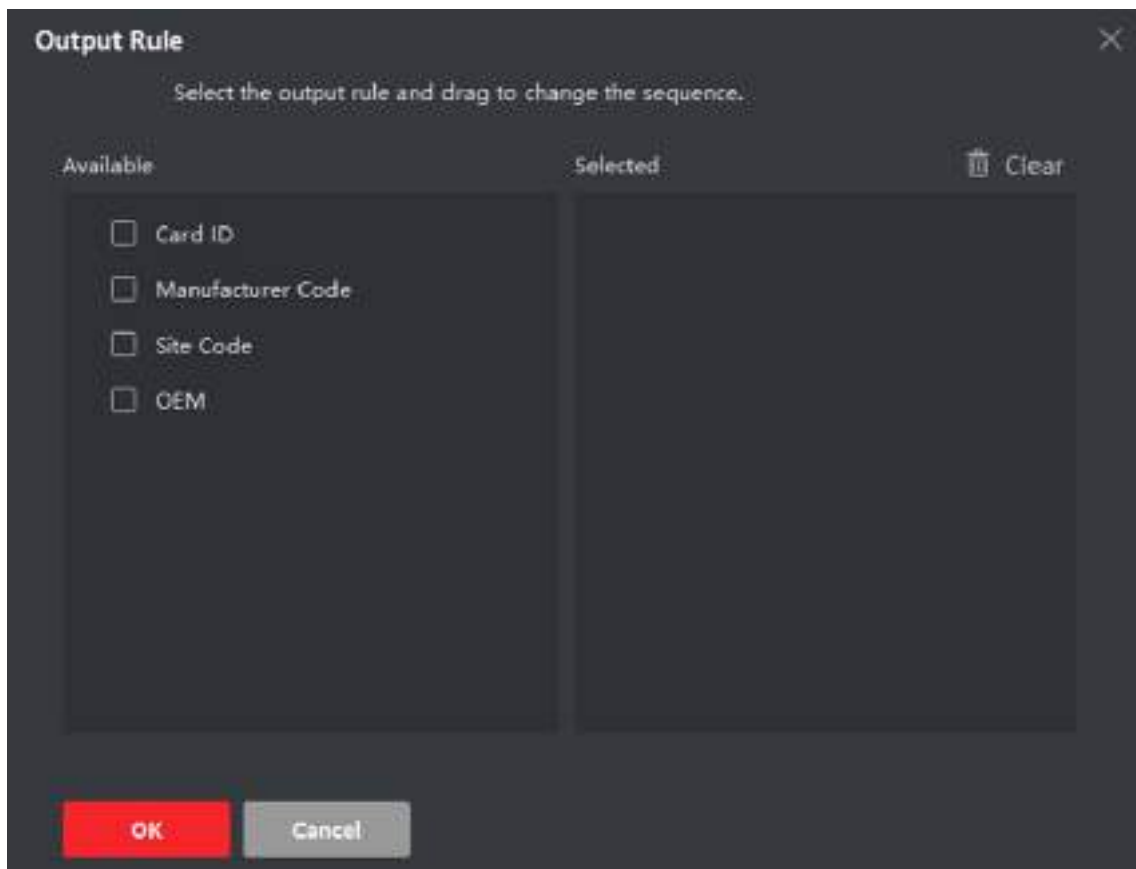 Output Rule
Select the output rule and drag to change the sequence.
Available
Selected
Clear
Card ID
Manufacturer Code
Site Code
OEM
OK
Cancel